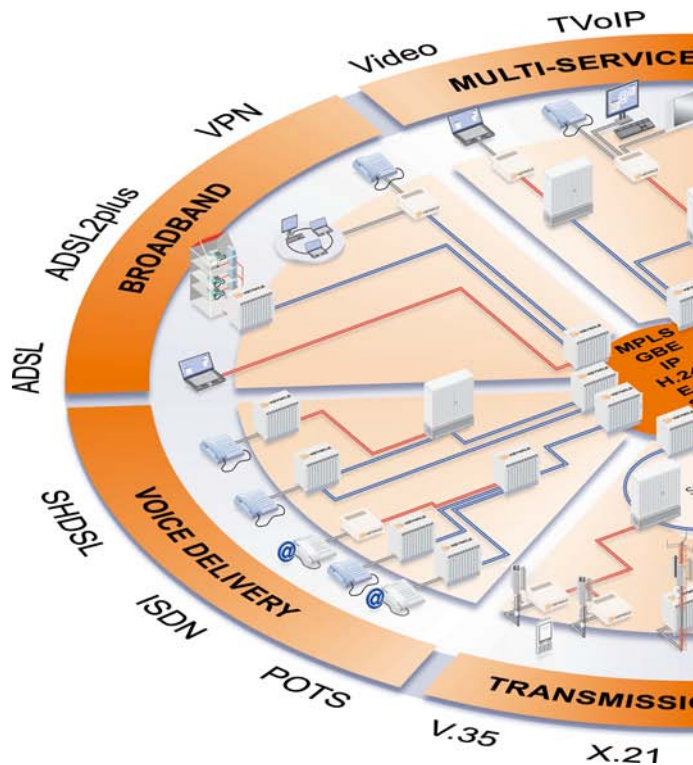 TVoIP
Video
MULTI-SERVICE
VPN
BROADBAND
ADSL2plus
ADSL
MPLS
GBE
IP
SHDSL
VOICE DELIVERY
@
@
ISDN
POTS
TRANSMISSIO
V.35
X.21